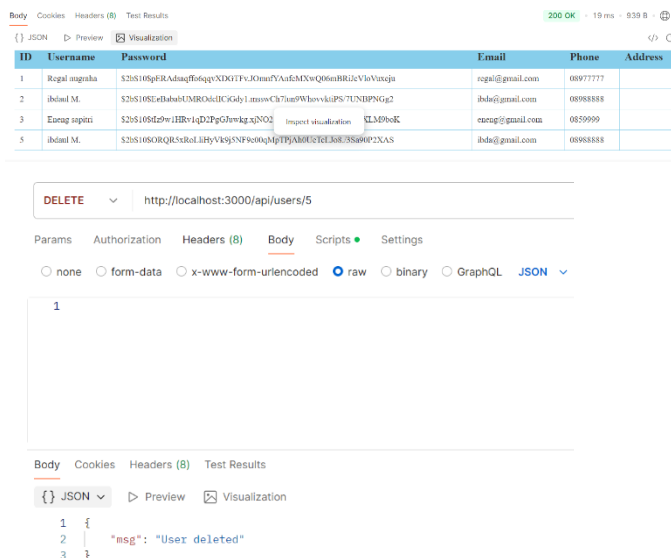 Body Cookies Headers (8) Test Results 200 OK 19 ms 939 B
{} JSON Preview Visualization
ID Username Password Email Phone Address
1 Regal nugraha regal@gmail.com 08977777
2 ibdaul M. ibda@gmail.com 08988888
3 Eneng sapitri eneng@gmail.com 0859999
Inspect visualization
5 ibdaul M. ibda@gmail.com 08988888
DELETE http://localhost:3000/api/users/5
Params Authorization Headers (8) Body Scripts Settings
none form-data x-www-form-urlencoded raw binary GraphQL JSON
1
Body Cookies Headers (8) Test Results
{} JSON Preview Visualization
1 {
2 "msg": "User deleted"
3 }